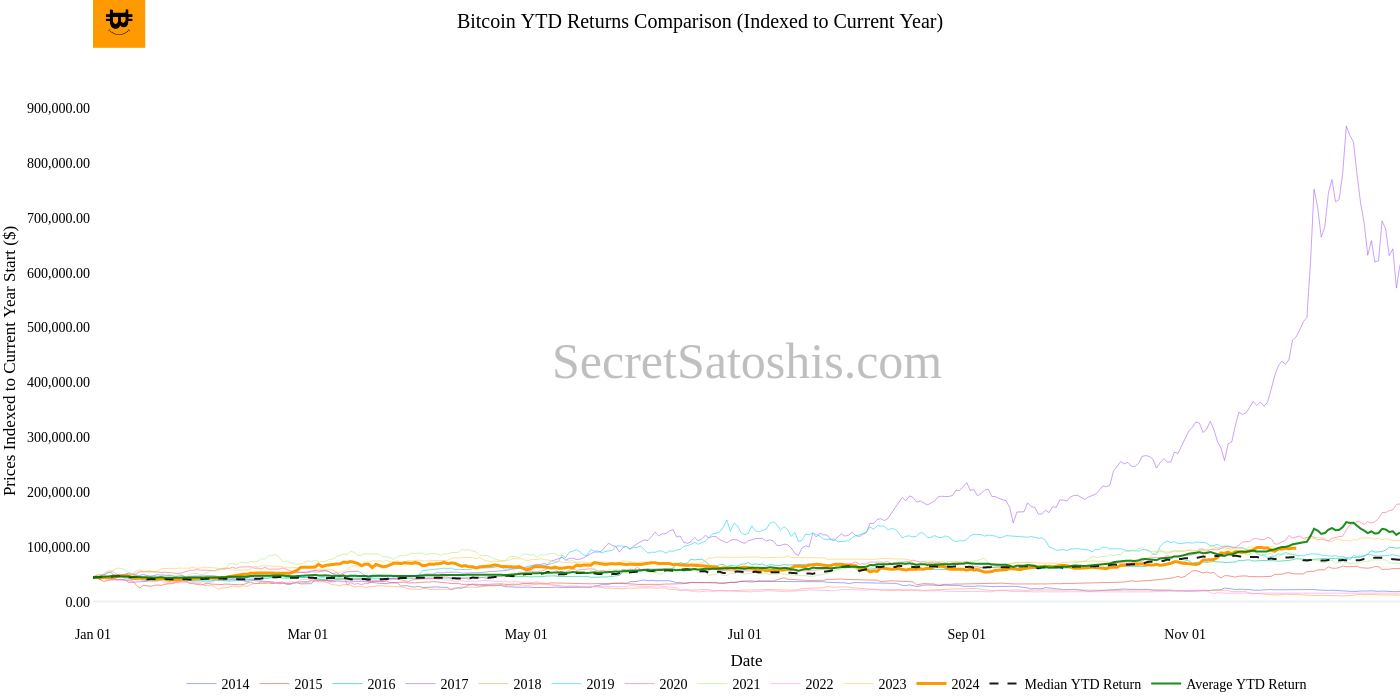 Bitcoin YTD Returns Comparison (Indexed to Current Year)
900,000.00
800,000.00
700,000.00
600,000.00
500,000.00
400,000.00
300,000.00
200,000.00
100,000.00
0.00
Prices Indexed to Current Year Start ($)
SecretSatoshis.com
Jan 01 Mar 01 May 01 Jul 01 Sep 01 Nov 01
Date
2014 2015 2016 2017 2018 2019 2020 2021 2022 2023 2024 Median YTD Return Average YTD Return